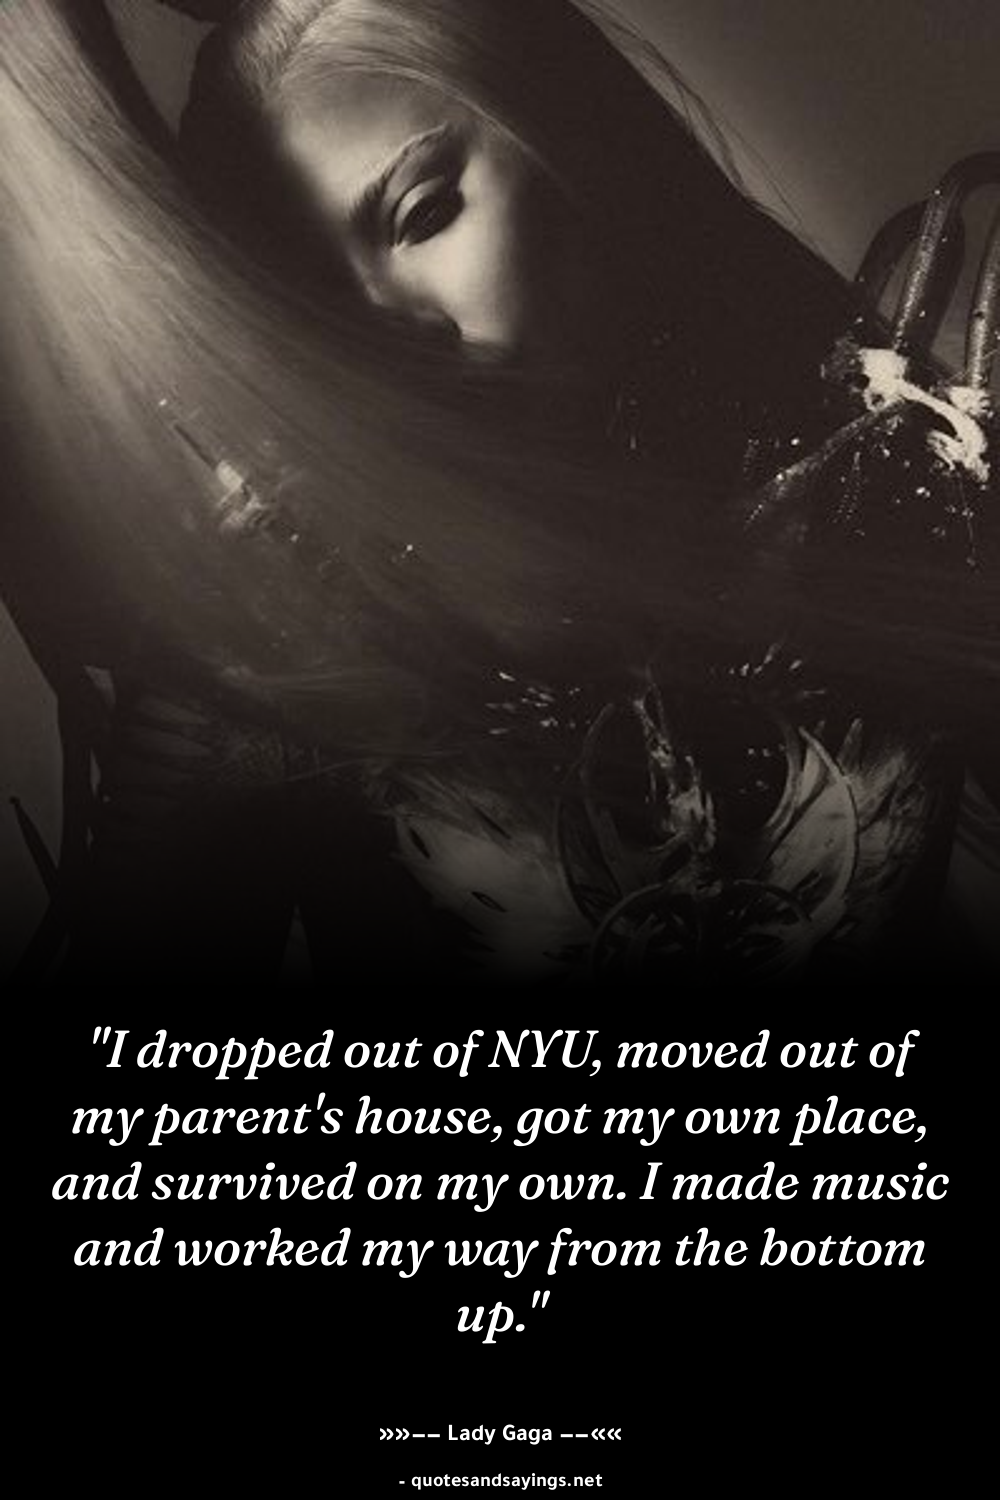 "I dropped out of NYU, moved out of
my parent's house, got my own place,
and survived on my own. I made music
and worked my way from the bottom
up."
»»−− Lady Gaga −−««
- quotesandsayings.net